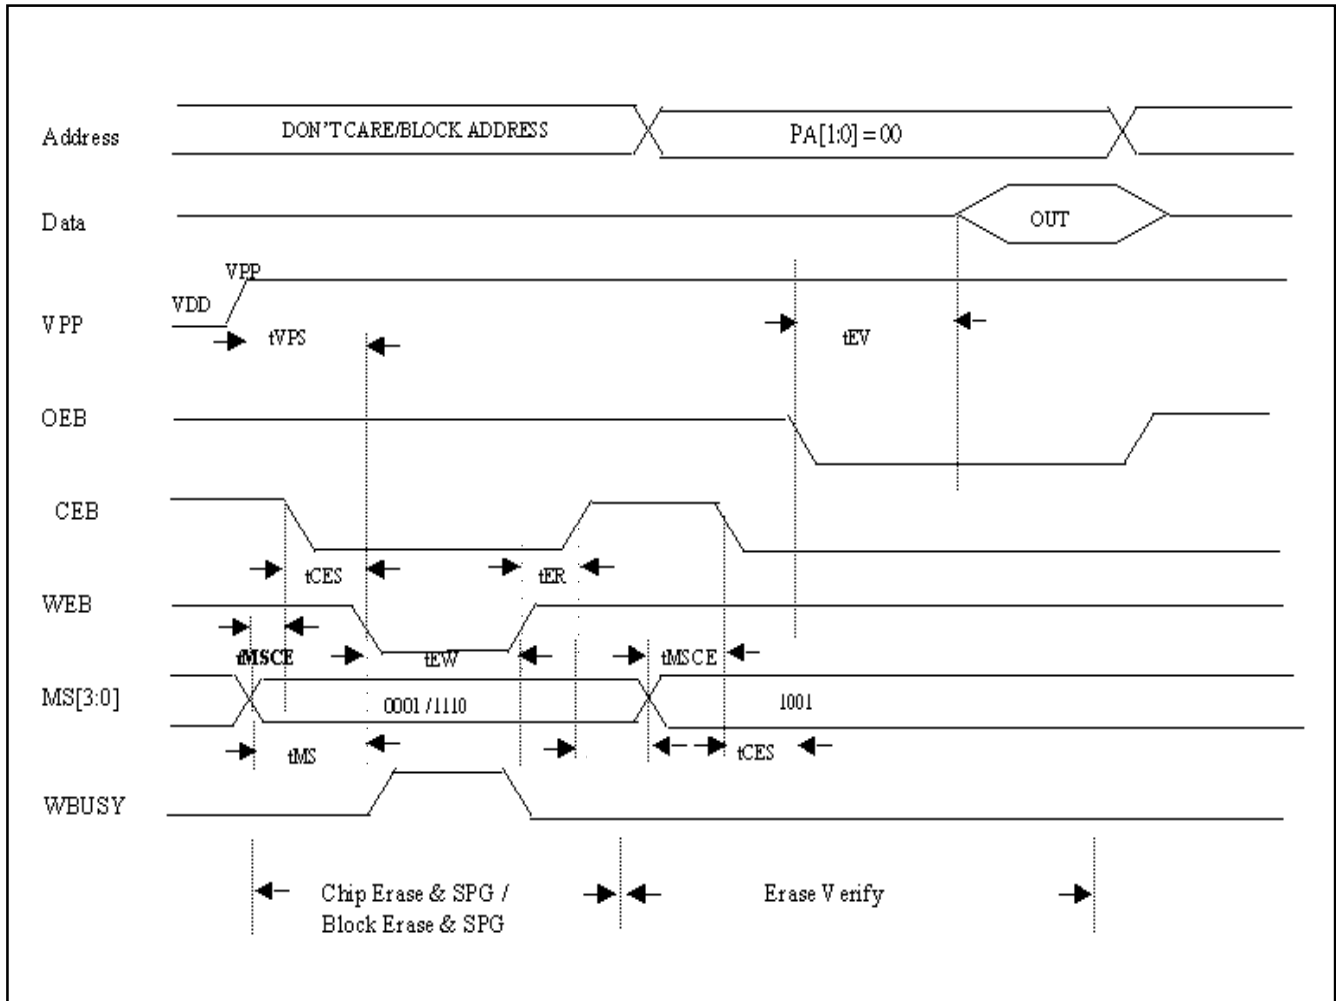 Address
DON'T CARE/BLOCK ADDRESS
PA[1:0] = 00
Data
OUT
VPP
VDD
VPP
tVPS
tEV
OEB
CEB
tCES
tER
WEB
tMSCE
tEW
tMSCE
MS[3:0]
0001 /1110
1001
tMS
tCES
WBUSY
Chip Erase & SPG /
Block Erase & SPG
Erase Verify